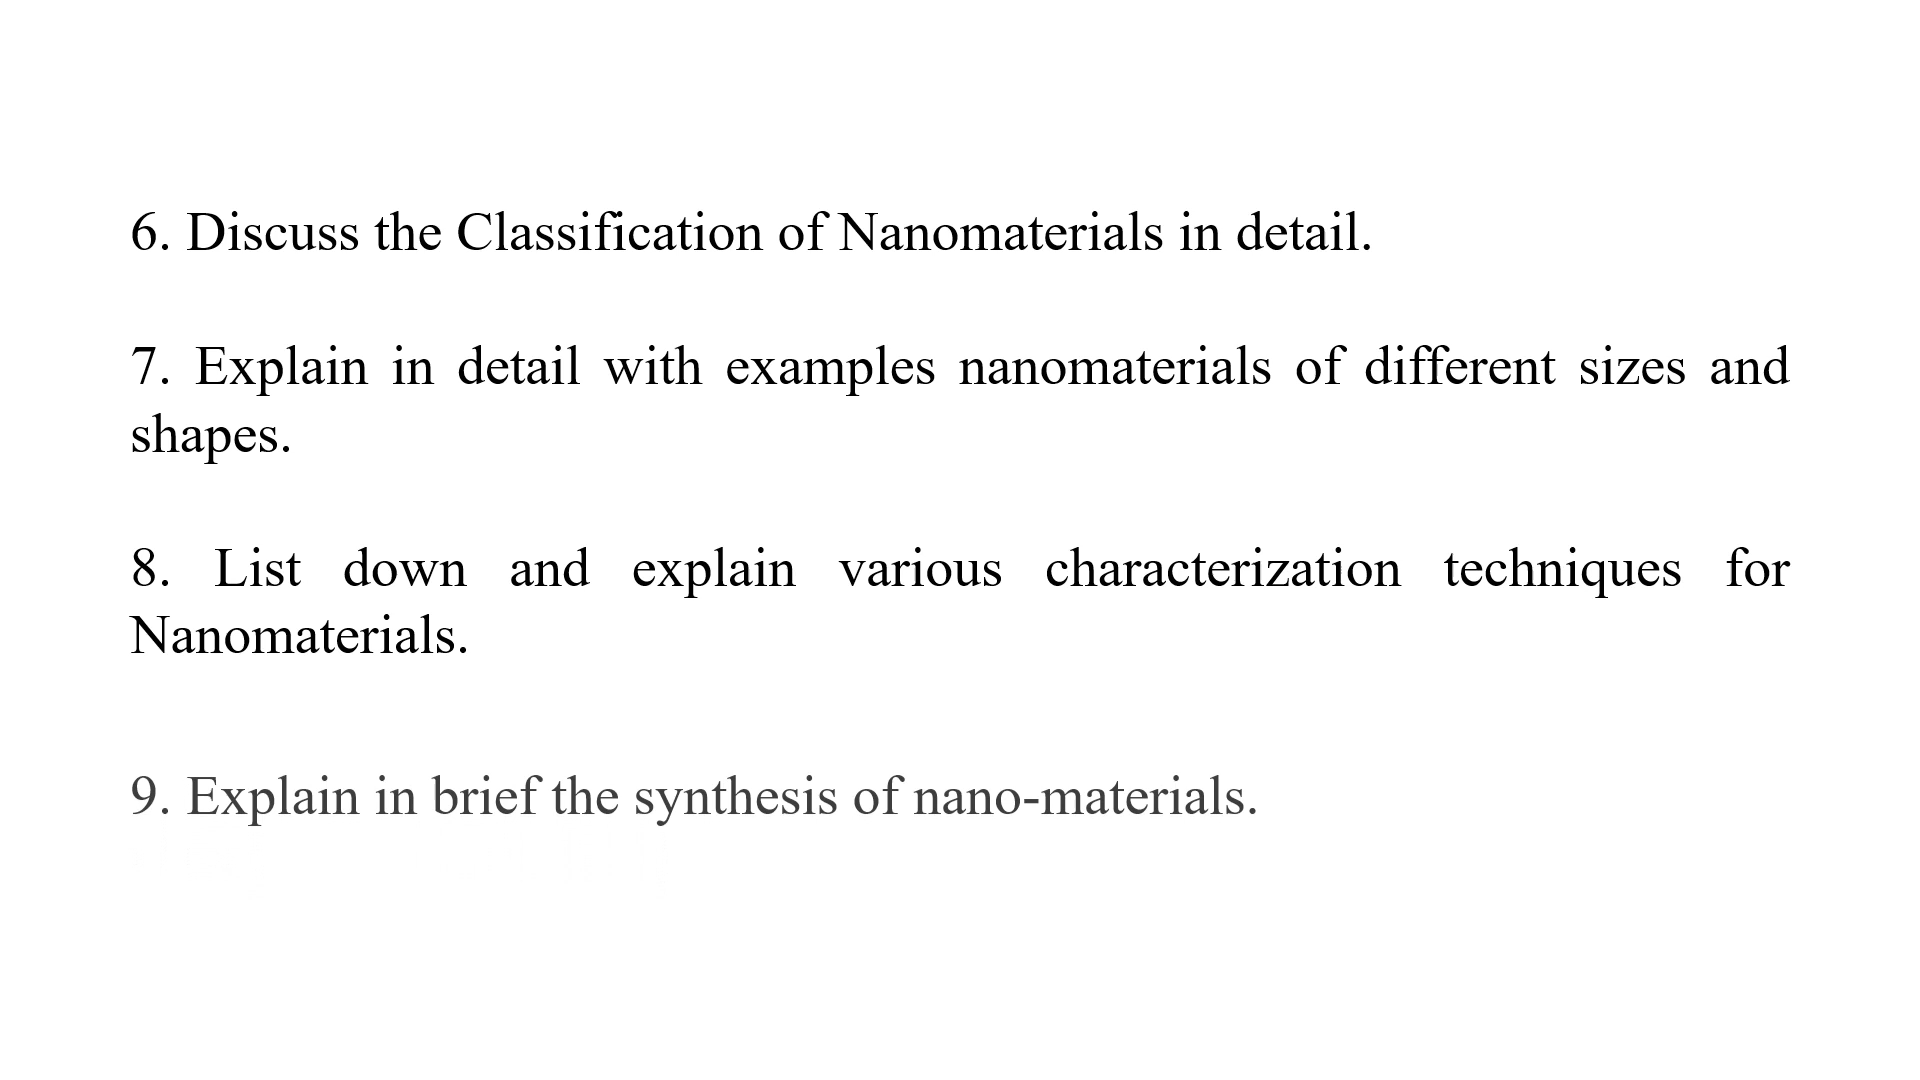 6. Discuss the Classification of Nanomaterials in detail.
7. Explain in detail with examples nanomaterials of different sizes and
shapes.
8. List down and explain various characterization techniques for
Nanomaterials.
9. Explain in brief the synthesis of nano-materials.